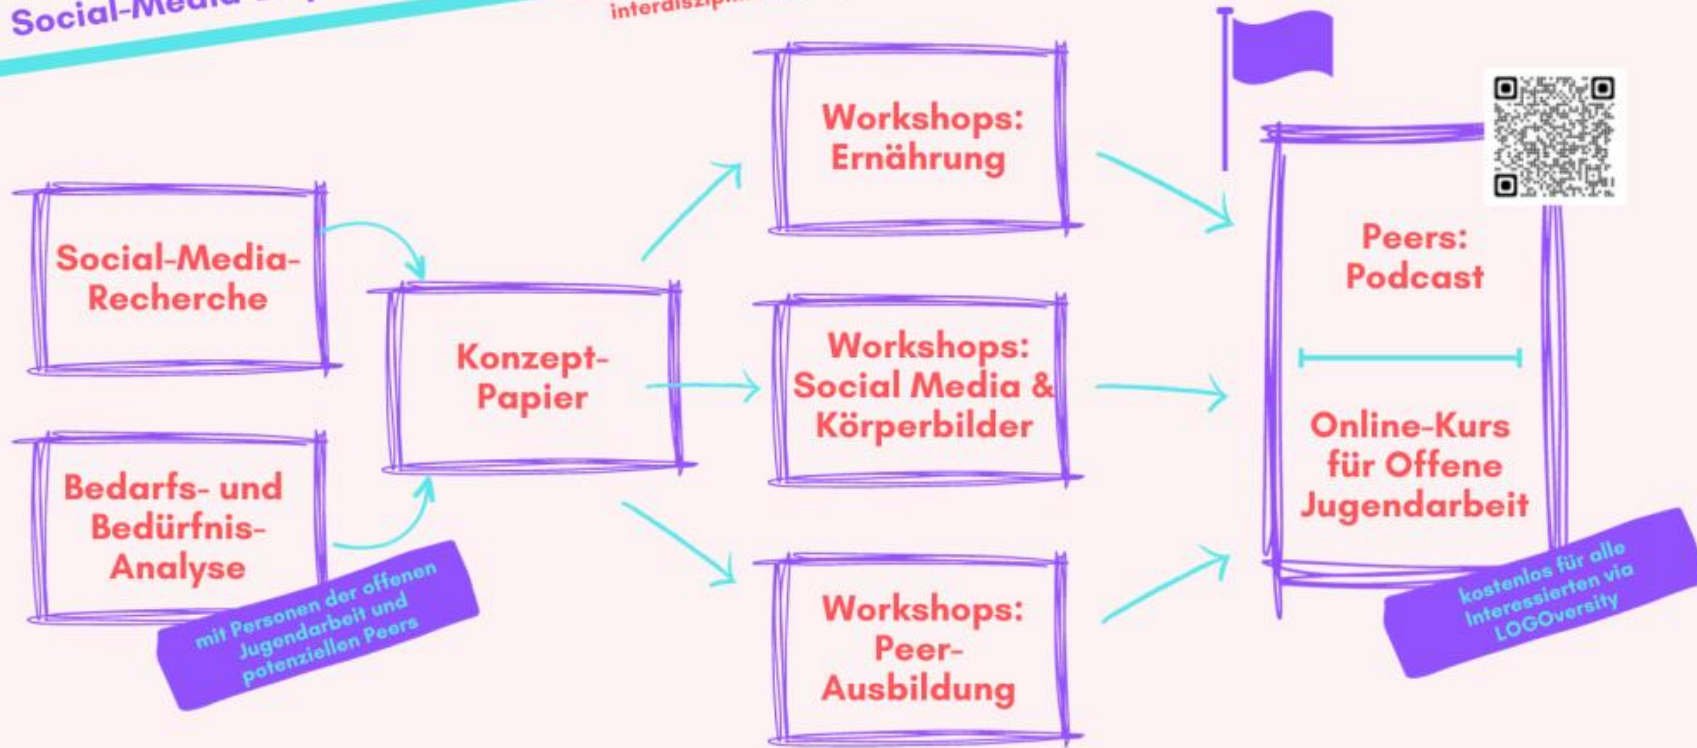 Social-Media-
Social-Media-
Recherche
Bedarfs- und
Bedürfnis-
Analyse
mit Personen der offenen
Jugendarbeit und
potenziellen Peers
Konzept-
Papier
Workshops:
Ernährung
Workshops:
Social Media &
Körperbilder
Workshops:
Peer-
Ausbildung
Peers:
Podcast
Online-Kurs
für Offene
Jugendarbeit
kostenlos für alle
Interessierten via
LOGOversity